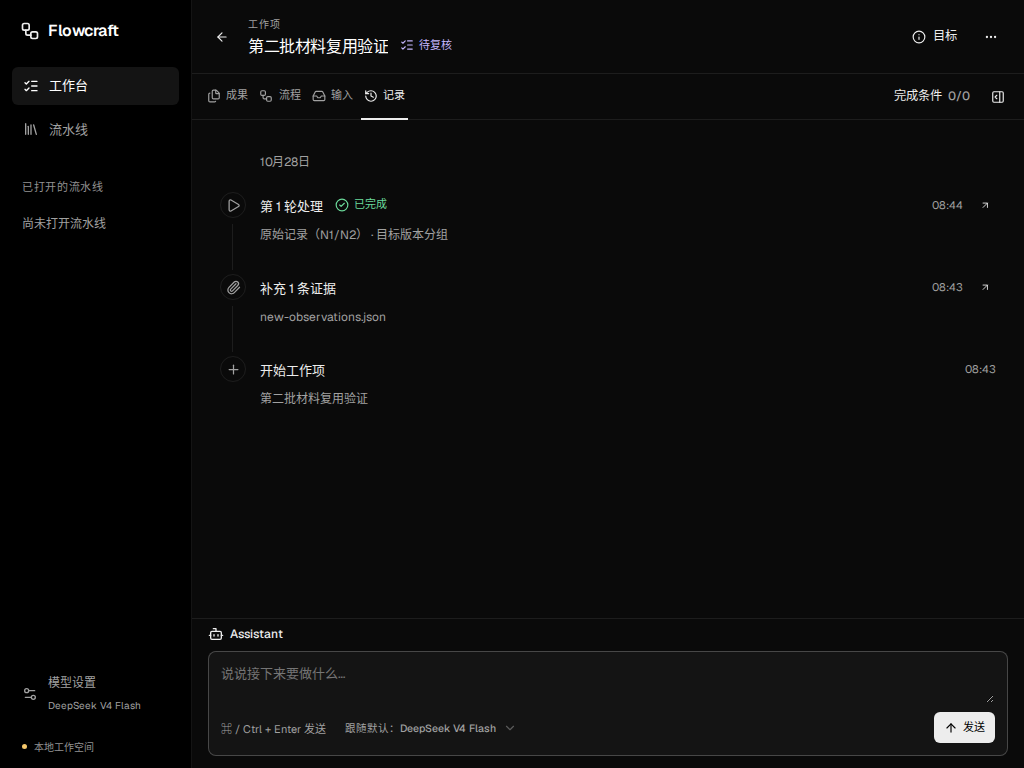 Flowcraft
工作台
流水线
已打开的流水线
尚未打开流水线
模型设置
DeepSeek V4 Flash
本地工作空间
工作项
第二批材料复用验证
待复核
目标
成果
流程
输入
记录
完成条件 0/0
10月28日
第 1 轮处理
已完成
08:44
原始记录（N1/N2） · 目标版本分组
补充 1 条证据
08:43
new-observations.json
开始工作项
08:43
第二批材料复用验证
Assistant
说说接下来要做什么…
⌘ / Ctrl + Enter 发送
跟随默认：DeepSeek V4 Flash
发送